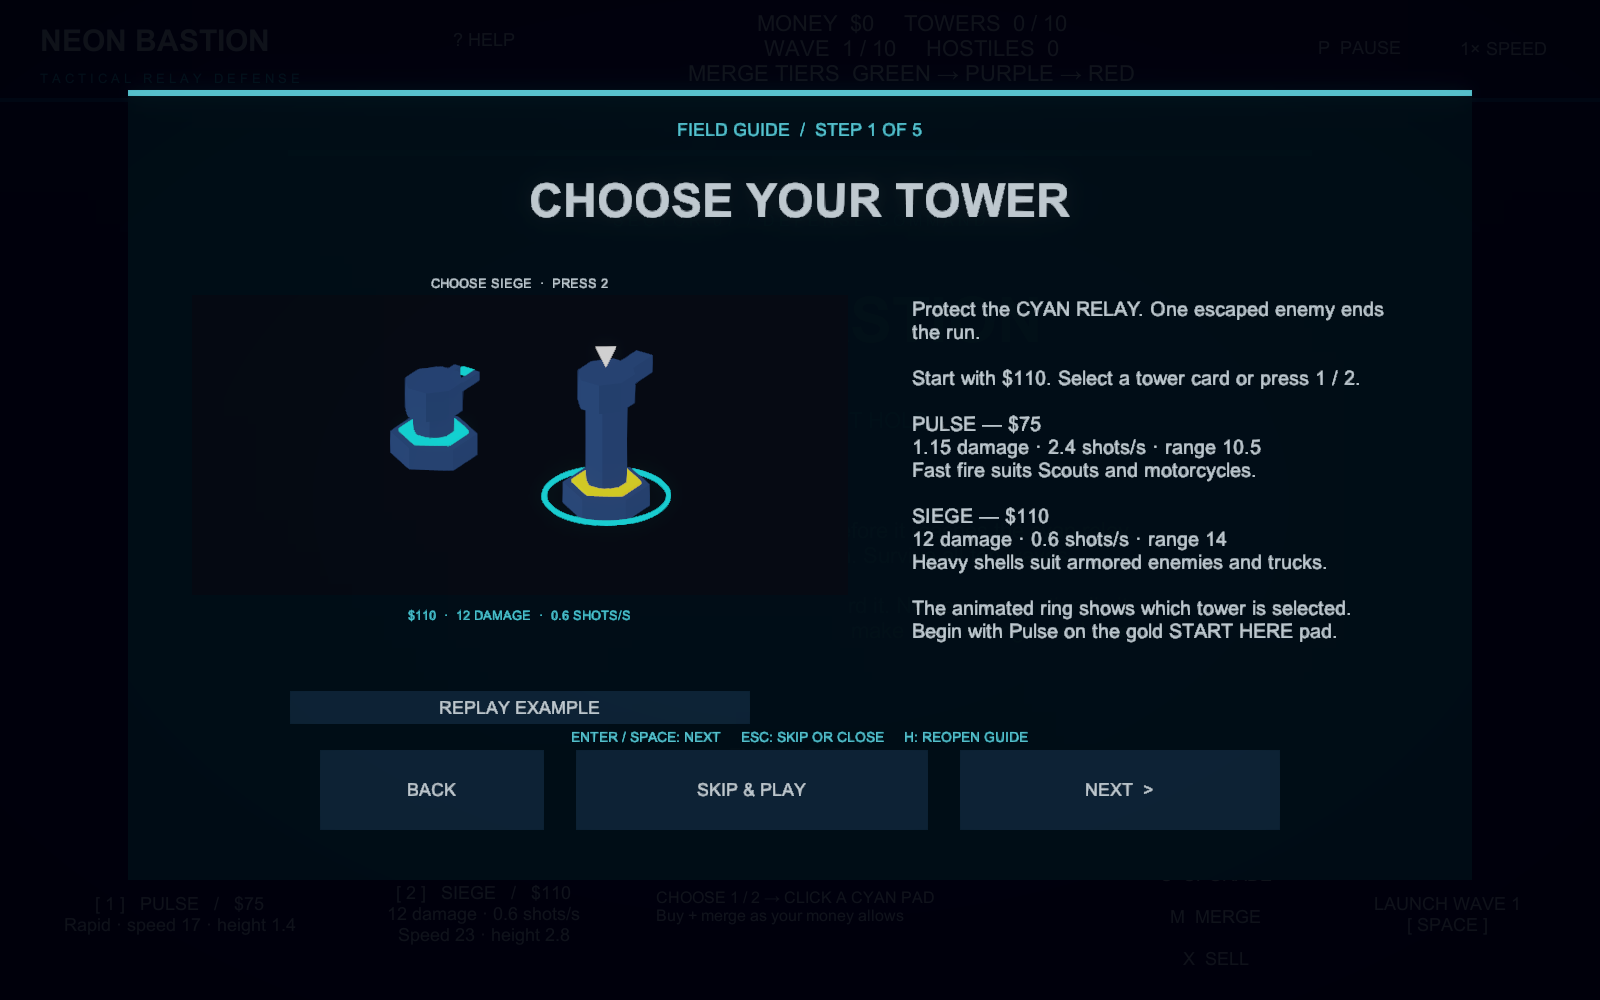 NEON BASTION
TACTICAL RELAY DEFENSE
? HELP
MONEY $0 TOWERS 0 / 10
WAVE 1 / 10 HOSTILES 0
MERGE TIERS GREEN → PURPLE → RED
P PAUSE
1× SPEED
FIELD GUIDE / STEP 1 OF 5
CHOOSE YOUR TOWER
CHOOSE SIEGE · PRESS 2
$110 · 12 DAMAGE · 0.6 SHOTS/S
Protect the CYAN RELAY. One escaped enemy ends
the run.
Start with $110. Select a tower card or press 1 / 2.
PULSE — $75
1.15 damage · 2.4 shots/s · range 10.5
Fast fire suits Scouts and motorcycles.
SIEGE — $110
12 damage · 0.6 shots/s · range 14
Heavy shells suit armored enemies and trucks.
The animated ring shows which tower is selected.
Begin with Pulse on the gold START HERE pad.
REPLAY EXAMPLE
ENTER / SPACE: NEXT ESC: SKIP OR CLOSE H: REOPEN GUIDE
BACK
SKIP & PLAY
NEXT >
[ 1 ] PULSE / $75
Rapid · speed 17 · height 1.4
[ 2 ] SIEGE / $110
12 damage · 0.6 shots/s
Speed 23 · height 2.8
CHOOSE 1 / 2 → CLICK A CYAN PAD
Buy + merge as your money allows
M MERGE
X SELL
LAUNCH WAVE 1
[ SPACE ]